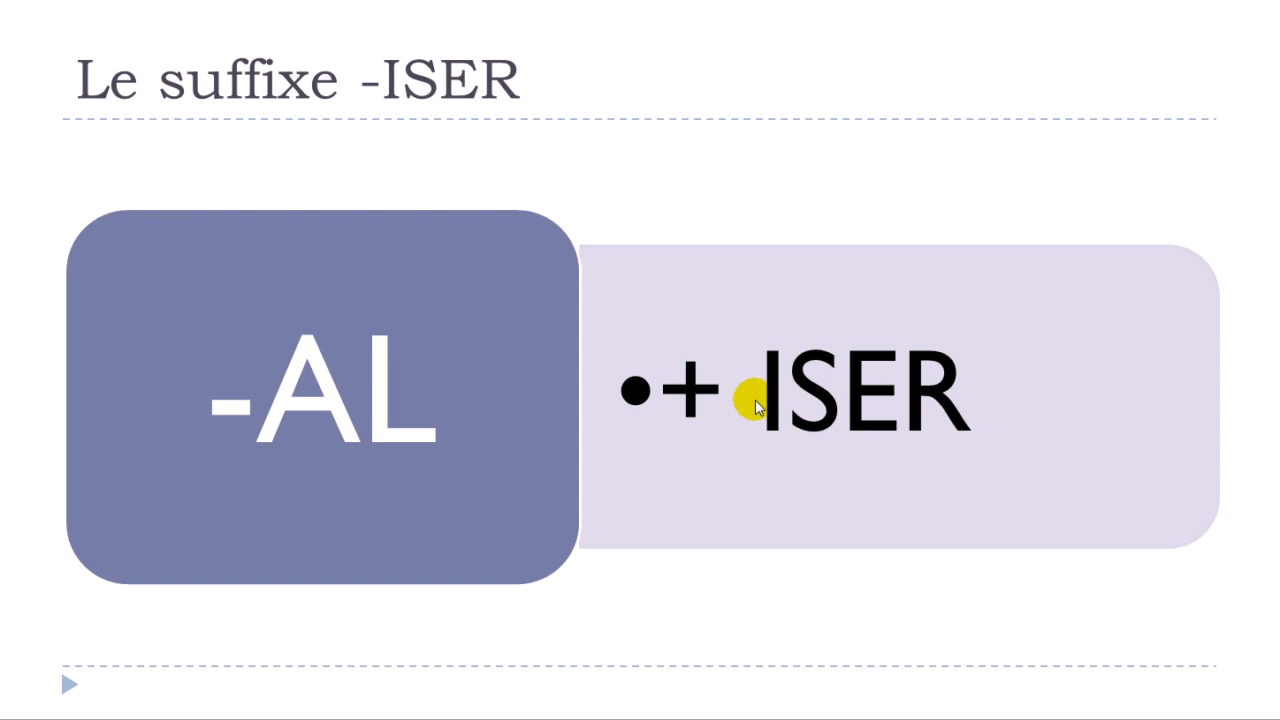 Le suffixe -ISER
-AL
•+ ISER